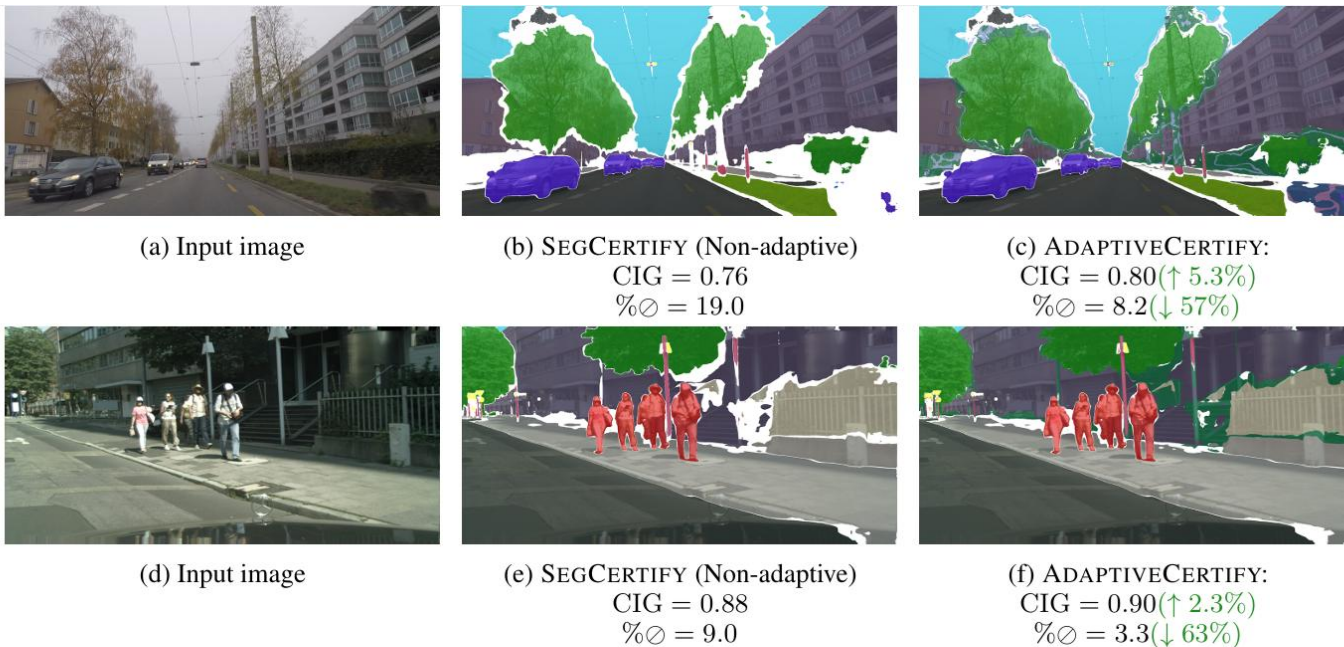 (a) Input image
(b) SEGCERTIFY (Non-adaptive)
CIG = 0.76
%⊘ = 19.0
(c) ADAPTIVECERTIFY:
CIG = 0.80(↑ 5.3%)
%⊘ = 8.2(↓ 57%)
(d) Input image
(e) SEGCERTIFY (Non-adaptive)
CIG = 0.88
%⊘ = 9.0
(f) ADAPTIVECERTIFY:
CIG = 0.90(↑ 2.3%)
%⊘ = 3.3(↓ 63%)